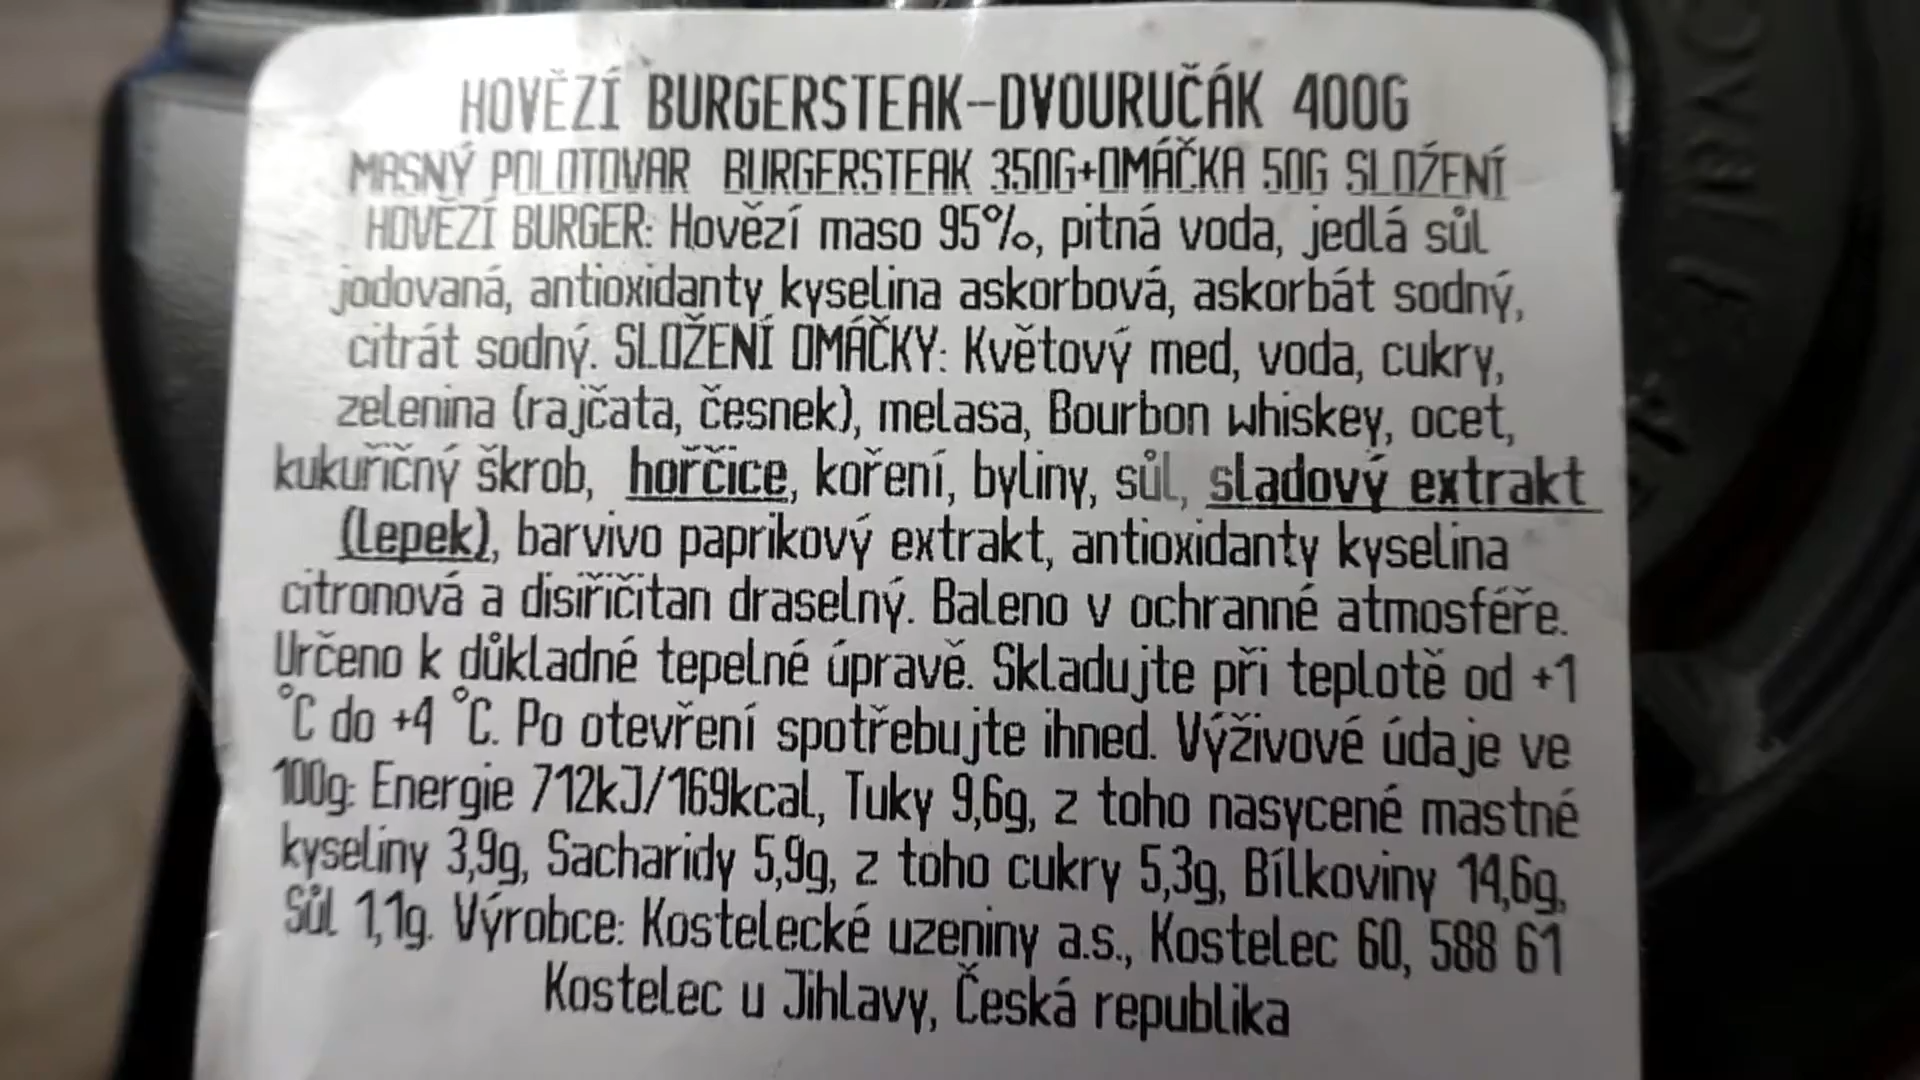 HOVĚZÍ BURGERSTEAK-DVOURUČÁK 400G
MASNÝ POLOTOVAR BURGERSTEAK 350G+OMÁČKA 50G SLOŽENÍ
HOVĚZÍ BURGER: Hovězí maso 95%, pitná voda, jedlá sůl
jodovaná, antioxidanty kyselina askorbová, askorbát sodný,
citrát sodný. SLOŽENÍ OMÁČKY: Květový med, voda, cukry,
zelenina (rajčata, česnek), melasa, Bourbon whiskey, ocet,
kukuřičný škrob, hořčice, koření, byliny, sůl, sladový extrakt
(lepek), barvivo paprikový extrakt, antioxidanty kyselina
citronová a disiřičitan draselný. Baleno v ochranné atmosféře.
Určeno k důkladné tepelné úpravě. Skladujte při teplotě od +1
°C do +4 °C. Po otevření spotřebujte ihned. Výživové údaje ve
100g: Energie 712kJ/169kcal, Tuky 9,6g, z toho nasycené mastné
kyseliny 3,9g, Sacharidy 5,9g, z toho cukry 5,3g, Bílkoviny 14,6g,
Sůl 1,1g. Výrobce: Kostelecké uzeniny a.s., Kostelec 60, 588 61
Kostelec u Jihlavy, Česká republika